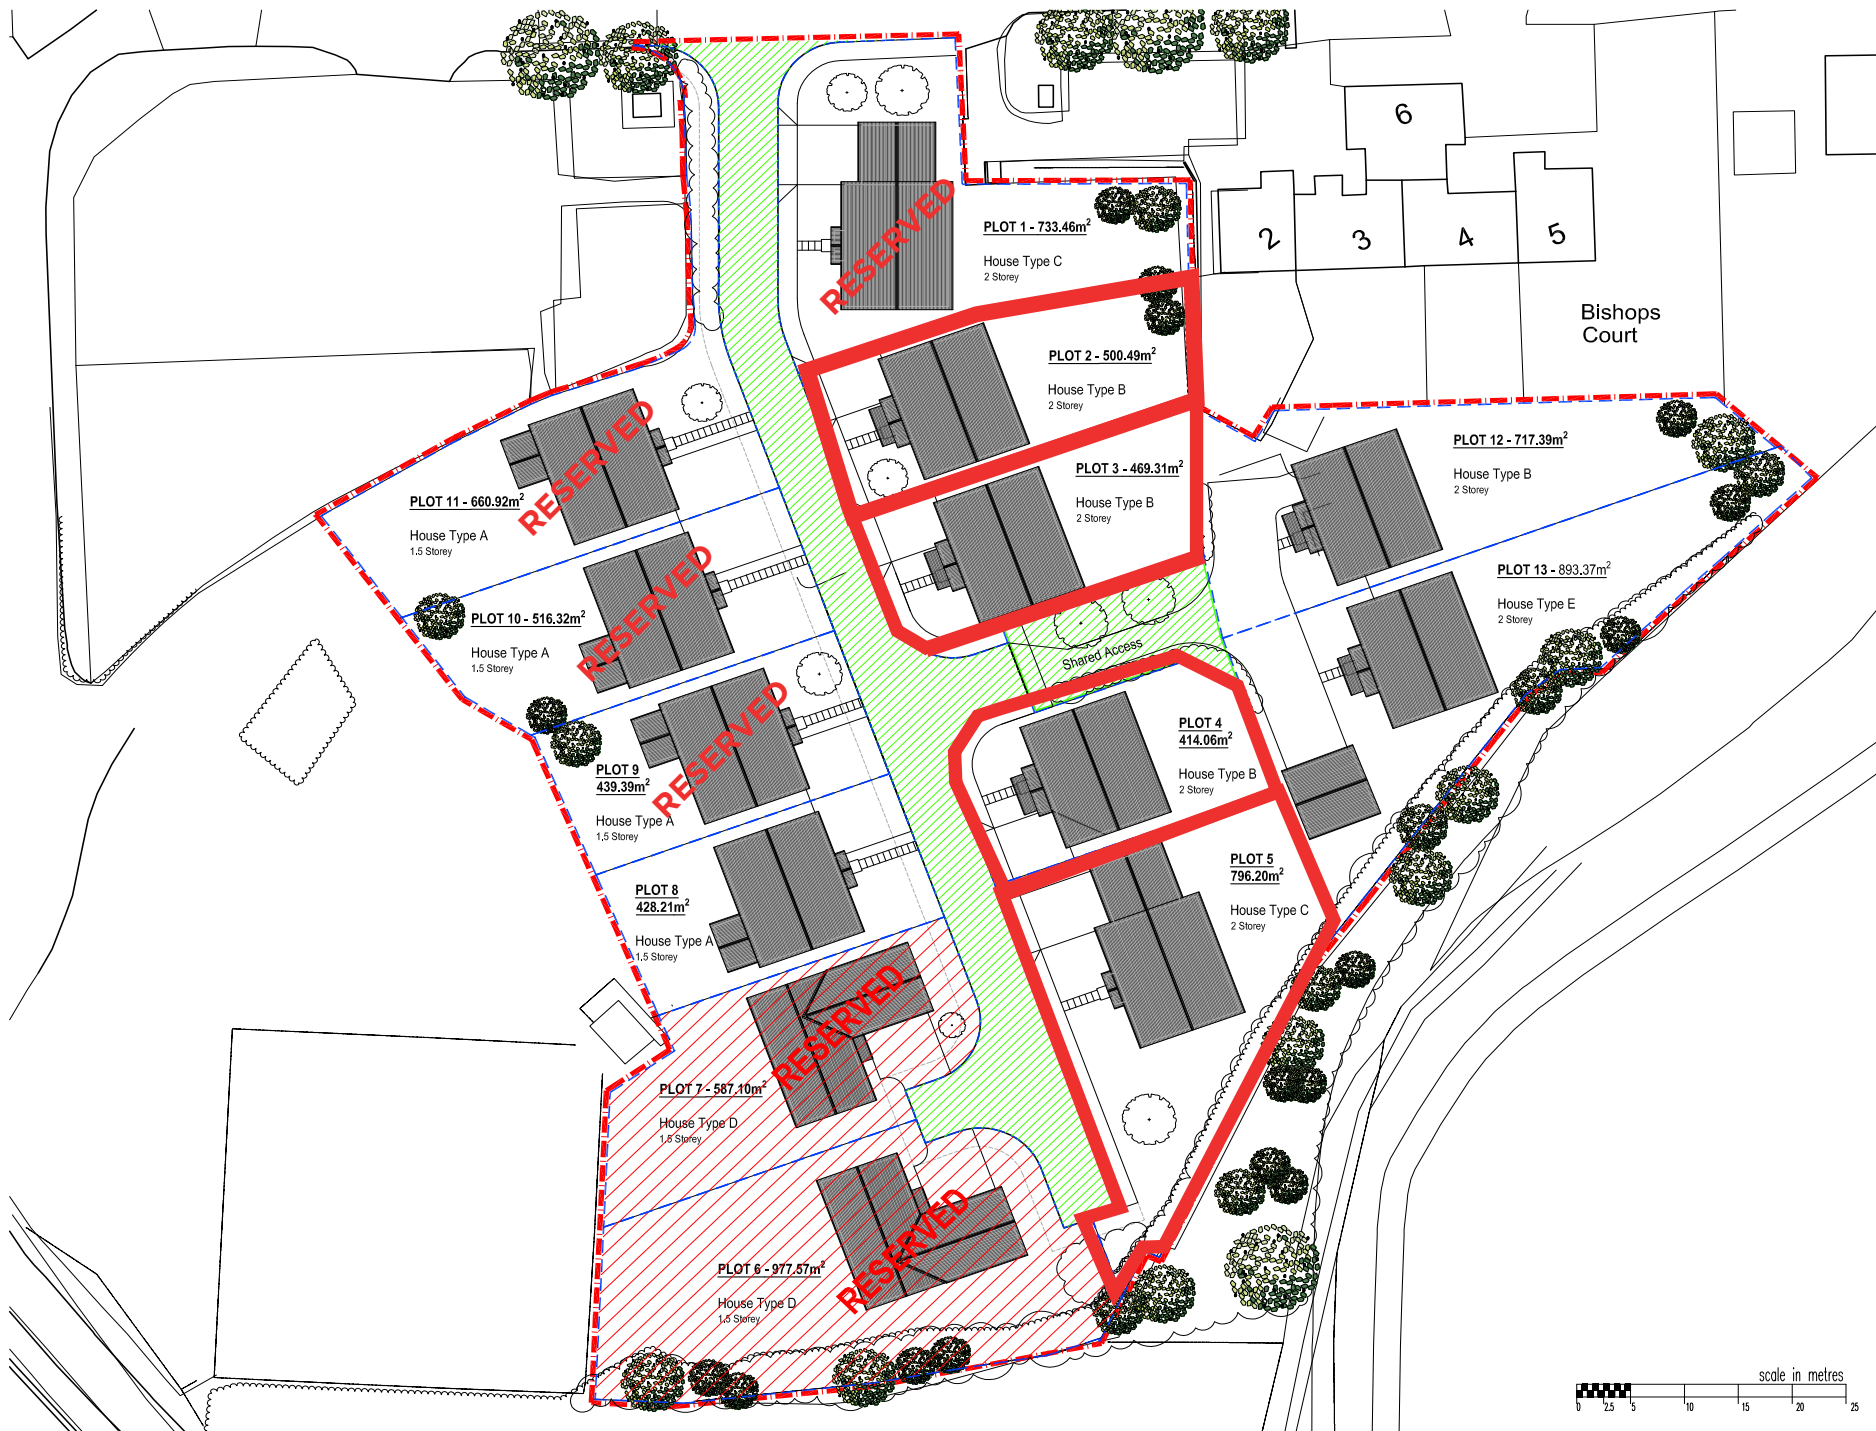 6
2
3
4
5
Bishops
Court
PLOT 1 - 733.46m²
House Type C
2 Storey
RESERVED
PLOT 2 - 500.49m²
House Type B
2 Storey
PLOT 3 - 469.31m²
House Type B
2 Storey
PLOT 12 - 717.39m²
House Type B
2 Storey
PLOT 11 - 660.92m²
House Type A
1.5 Storey
RESERVED
PLOT 13 - 893.37m²
House Type E
2 Storey
PLOT 10 - 516.32m²
House Type A
1.5 Storey
RESERVED
Shared Access
PLOT 9
439.39m²
House Type A
1.5 Storey
RESERVED
PLOT 4
414.06m²
House Type B
2 Storey
PLOT 8
428.21m²
House Type A
1.5 Storey
PLOT 5
796.20m²
House Type C
2 Storey
PLOT 7 - 587.10m²
House Type D
1.5 Storey
RESERVED
PLOT 6 - 977.57m²
House Type D
1.5 Storey
RESERVED
scale in metres
0 2.5 5 10 15 20 25